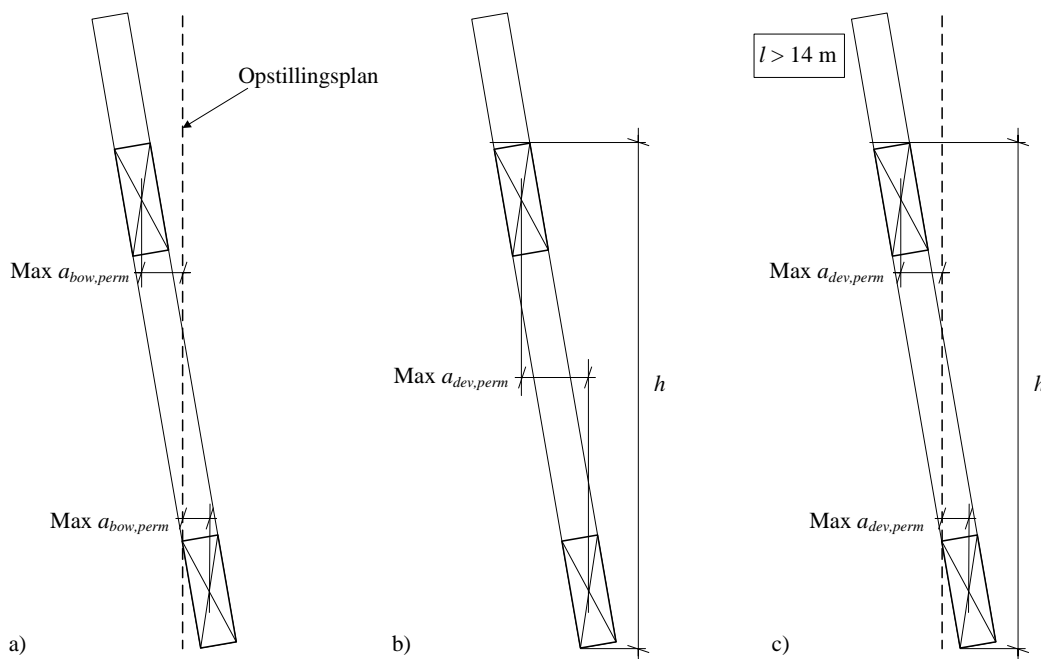 Opstillingsplan
Max a_bow,perm
Max a_bow,perm
a)
Max a_dev,perm
h
b)
l > 14 m
Max a_dev,perm
Max a_dev,perm
h
c)